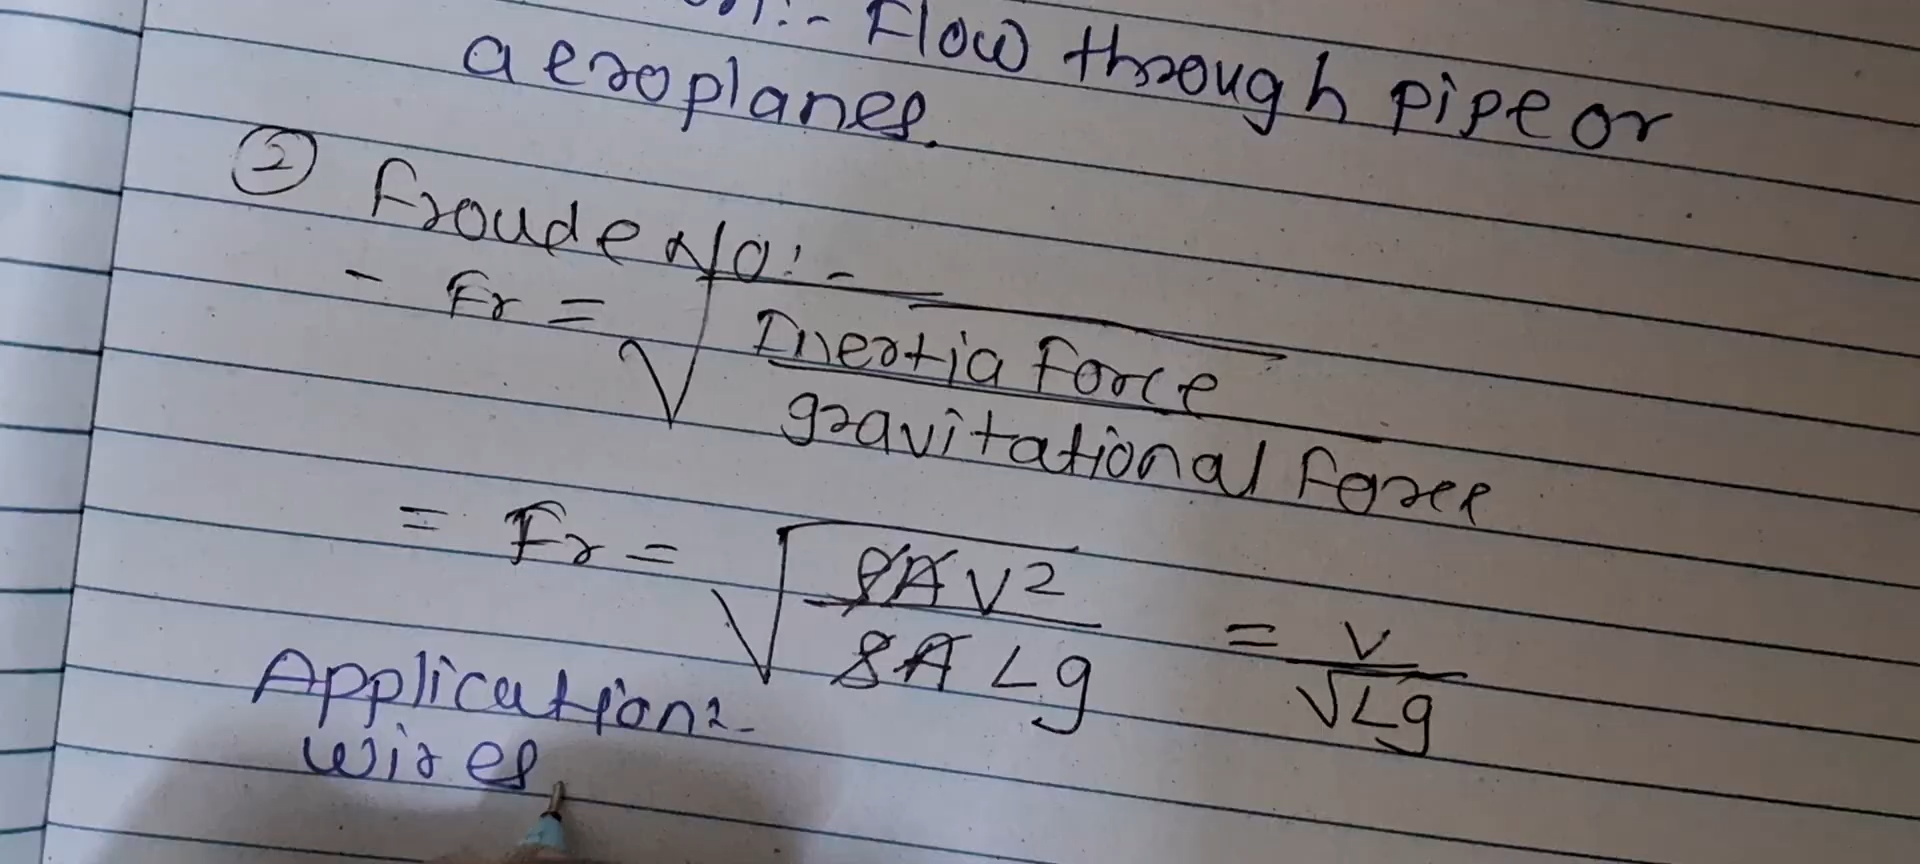 :- Flow through pipe or
aeroplanes.
② Froude No:-
- Fr = √(Inertia force / gravitational force)
= Fr = √(ρAV² / ρALg) = V / √Lg
Application:-
wires